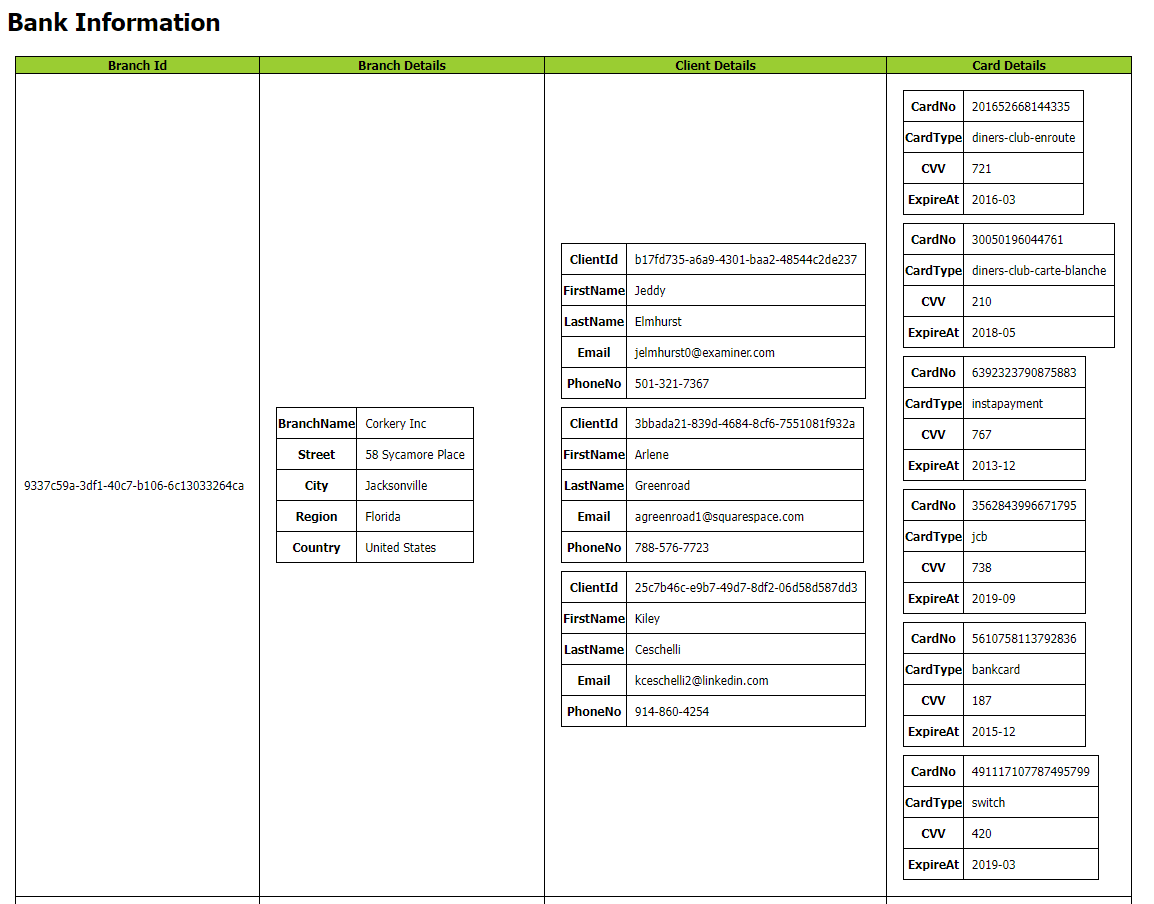 Bank Information
Branch Id Branch Details Client Details Card Details
9337c59a-3df1-40c7-b106-6c13033264ca
BranchName Corkery Inc
Street 58 Sycamore Place
City Jacksonville
Region Florida
Country United States
ClientId b17fd735-a6a9-4301-baa2-48544c2de237
FirstName Jeddy
LastName Elmhurst
Email jelmhurst0@examiner.com
PhoneNo 501-321-7367
ClientId 3bbada21-839d-4684-8cf6-7551081f932a
FirstName Arlene
LastName Greenroad
Email agreenroad1@squarespace.com
PhoneNo 788-576-7723
ClientId 25c7b46c-e9b7-49d7-8df2-06d58d587dd3
FirstName Kiley
LastName Ceschelli
Email kceschelli2@linkedin.com
PhoneNo 914-860-4254
CardNo 201652668144335
CardType diners-club-enroute
CVV 721
ExpireAt 2016-03
CardNo 30050196044761
CardType diners-club-carte-blanche
CVV 210
ExpireAt 2018-05
CardNo 6392323790875883
CardType instapayment
CVV 767
ExpireAt 2013-12
CardNo 3562843996671795
CardType jcb
CVV 738
ExpireAt 2019-09
CardNo 5610758113792836
CardType bankcard
CVV 187
ExpireAt 2015-12
CardNo 491117107787495799
CardType switch
CVV 420
ExpireAt 2019-03